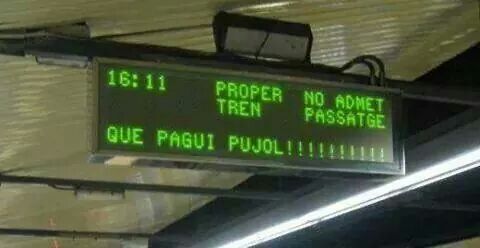 16:11 PROPER NO ADMET
TREN PASSATGE
QUE PAGUI PUJOL!!!!!!!!!!